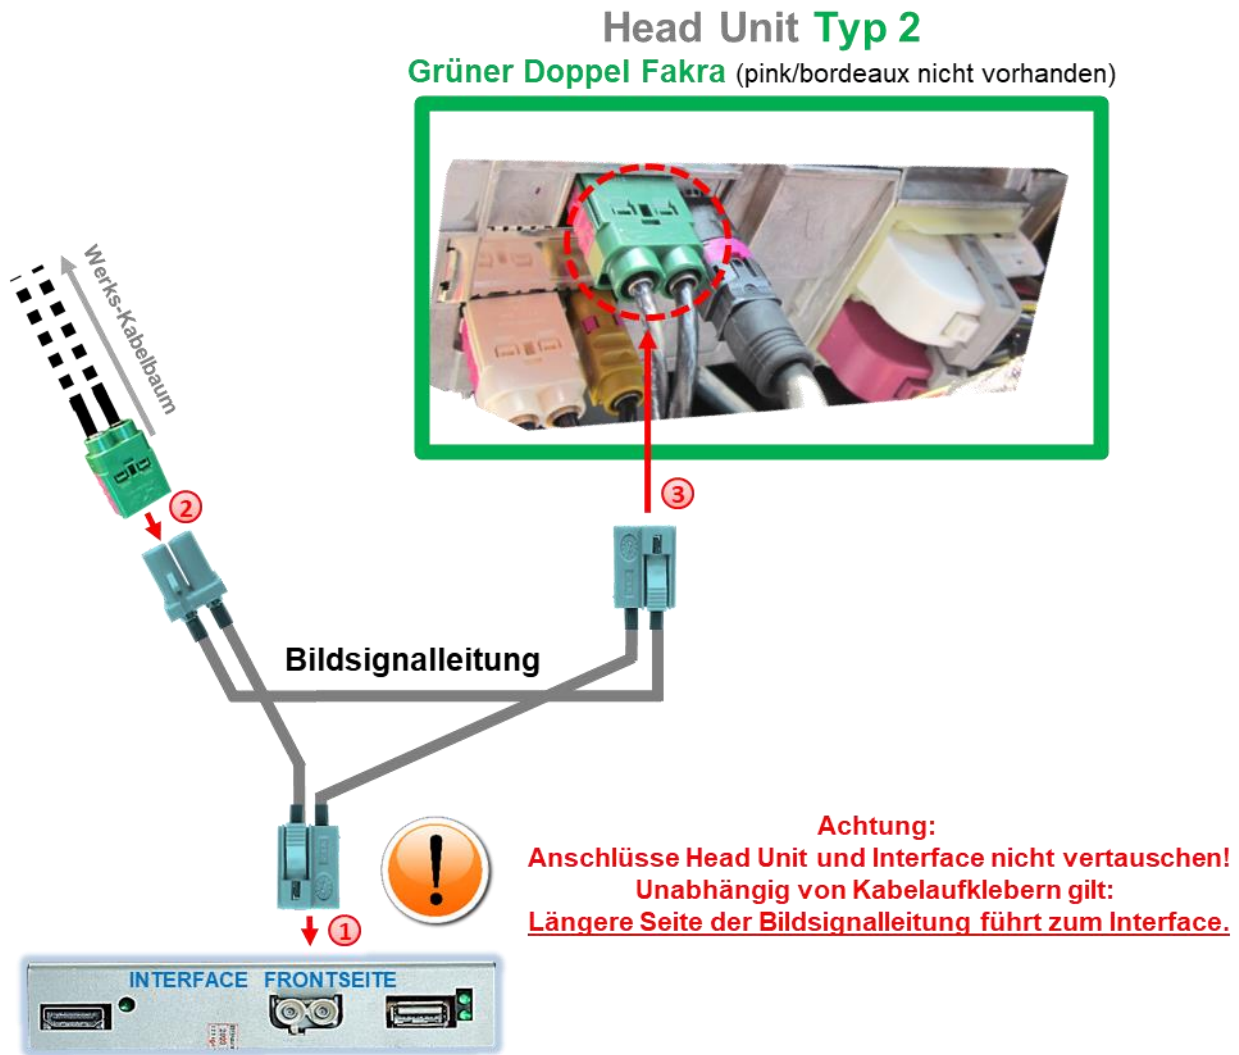 Head Unit Typ 2
Grüner Doppel Fakra (pink/bordeaux nicht vorhanden)
Werks-Kabelbaum
2
3
Bildsignalleitung
Achtung:
Anschlüsse Head Unit und Interface nicht vertauschen!
Unabhängig von Kabelaufklebern gilt:
Längere Seite der Bildsignalleitung führt zum Interface.
1
INTERFACE FRONTSEITE